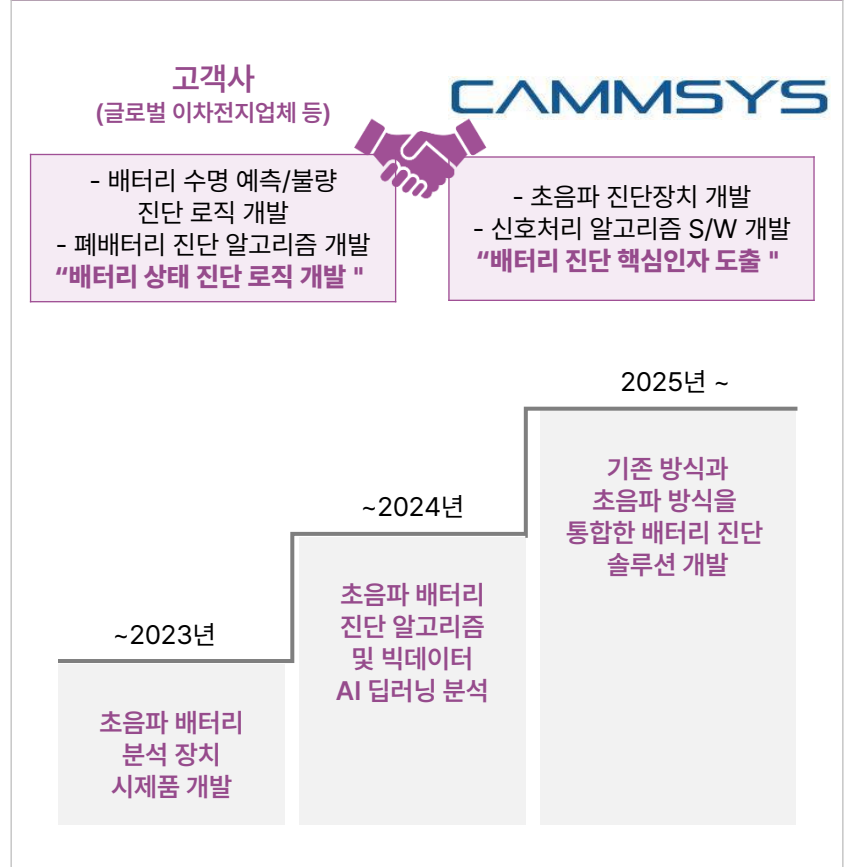 고객사
(글로벌 이차전지업체 등)
CAMMSYS
- 배터리 수명 예측/불량
진단 로직 개발
- 폐배터리 진단 알고리즘 개발
“배터리 상태 진단 로직 개발 "
- 초음파 진단장치 개발
- 신호처리 알고리즘 S/W 개발
“배터리 진단 핵심인자 도출 "
~2023년
초음파 배터리
분석 장치
시제품 개발
~2024년
초음파 배터리
진단 알고리즘
및 빅데이터
AI 딥러닝 분석
2025년 ~
기존 방식과
초음파 방식을
통합한 배터리 진단
솔루션 개발